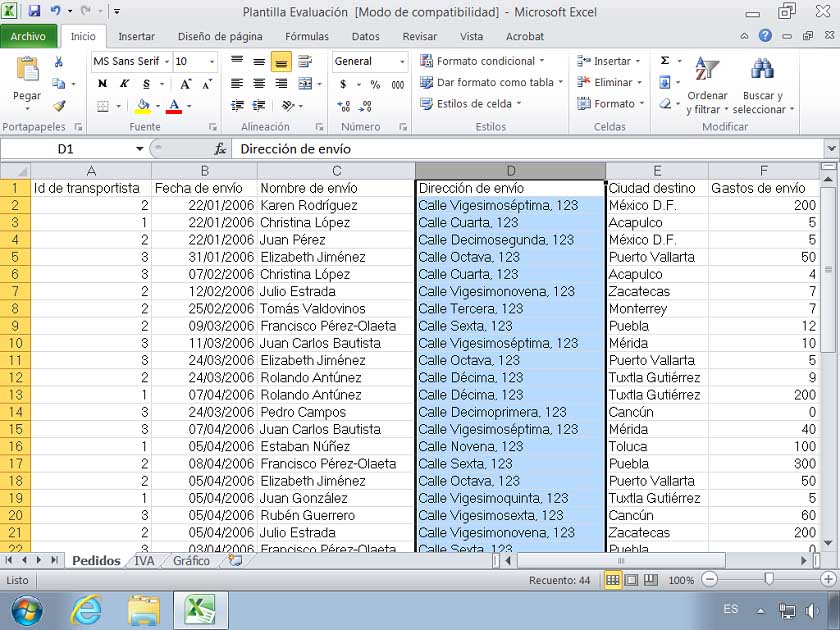 Plantilla Evaluación [Modo de compatibilidad] - Microsoft Excel
Archivo Inicio Insertar Diseño de página Fórmulas Datos Revisar Vista Acrobat
Pegar
MS Sans Serif 10
N K S
General
$ % 000
Formato condicional
Dar formato como tabla
Estilos de celda
Insertar
Eliminar
Formato
Σ
Ordenar y filtrar
Buscar y seleccionar
Portapapeles Fuente Alineación Número Estilos Celdas Modificar
D1 fx Dirección de envío
A B C D E F
1 Id de transportista Fecha de envío Nombre de envío Dirección de envío Ciudad destino Gastos de envío
2 2 22/01/2006 Karen Rodríguez Calle Vigesimoséptima, 123 México D.F. 200
3 1 22/01/2006 Christina López Calle Cuarta, 123 Acapulco 5
4 2 22/01/2006 Juan Pérez Calle Decimosegunda, 123 México D.F. 5
5 3 31/01/2006 Elizabeth Jiménez Calle Octava, 123 Puerto Vallarta 50
6 3 07/02/2006 Christina López Calle Cuarta, 123 Acapulco 4
7 2 12/02/2006 Julio Estrada Calle Vigesimonovena, 123 Zacatecas 7
8 2 25/02/2006 Tomás Valdovinos Calle Tercera, 123 Monterrey 7
9 2 09/03/2006 Francisco Pérez-Olaeta Calle Sexta, 123 Puebla 12
10 3 11/03/2006 Juan Carlos Bautista Calle Vigesimoséptima, 123 Mérida 10
11 3 24/03/2006 Elizabeth Jiménez Calle Octava, 123 Puerto Vallarta 5
12 2 24/03/2006 Rolando Antúnez Calle Décima, 123 Tuxtla Gutiérrez 9
13 1 07/04/2006 Rolando Antúnez Calle Décima, 123 Tuxtla Gutiérrez 200
14 3 24/03/2006 Pedro Campos Calle Decimoprimera, 123 Cancún 0
15 3 07/04/2006 Juan Carlos Bautista Calle Vigesimoséptima, 123 Mérida 40
16 1 05/04/2006 Estaban Núñez Calle Novena, 123 Toluca 100
17 2 08/04/2006 Francisco Pérez-Olaeta Calle Sexta, 123 Puebla 300
18 2 05/04/2006 Elizabeth Jiménez Calle Octava, 123 Puerto Vallarta 50
19 1 05/04/2006 Juan González Calle Vigesimoquinta, 123 Tuxtla Gutiérrez 5
20 3 05/04/2006 Rubén Guerrero Calle Vigesimosexta, 123 Cancún 60
21 2 05/04/2006 Julio Estrada Calle Vigesimonovena, 123 Zacatecas 200
22 3 03/04/2006 Francisco Pérez-Olaeta Calle Sexta, 123 Puebla 0
Pedidos IVA Gráfico
Listo Recuento: 44 100%
ES